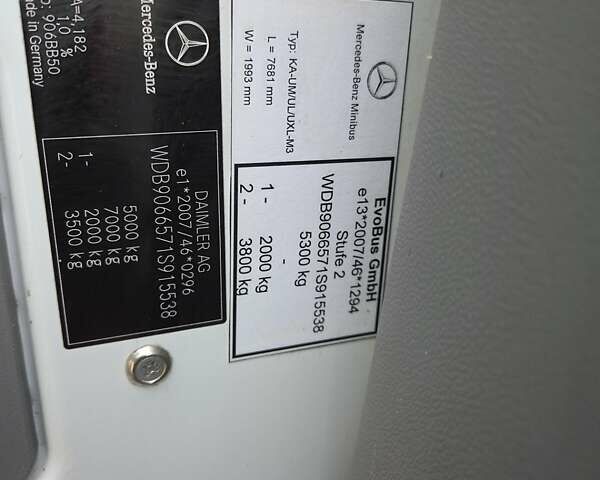 Mercedes-Benz
A=4,182
1,0 %
p: 906BB50
ade in Germany
DAIMLER AG
e1*2007/46*0296
WDB9066571S915538
5000 kg
7000 kg
1- 2000 kg
2- 3500 kg
Mercedes-Benz Minibus
Typ: KA-UM/UL/UXL-M3
L = 7681 mm
W = 1993 mm
EvoBus GmbH
e13*2007/46*1294
Stufe 2
WDB9066571S915538
5300 kg
-
1- 2000 kg
2- 3800 kg